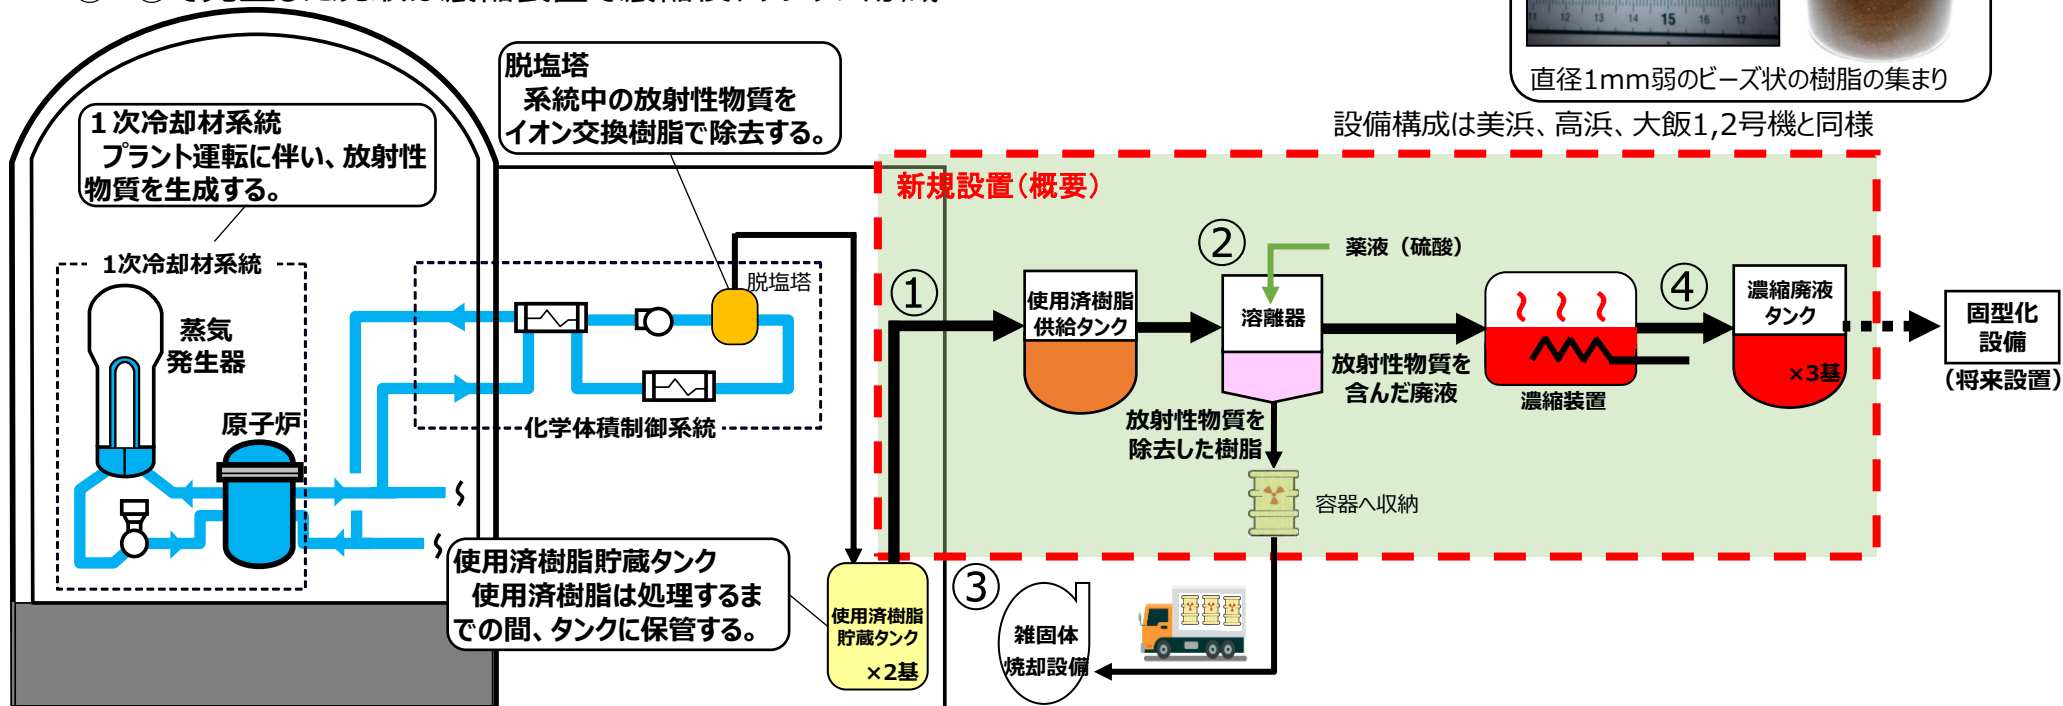 直径1mm弱のビーズ状の樹脂の集まり
設備構成は美浜、高浜、大飯1,2号機と同様
脱塩塔
系統中の放射性物質を
イオン交換樹脂で除去する。
1次冷却材系統
プラント運転に伴い、放射性
物質を生成する。
新規設置(概要)
1次冷却材系統
蒸気
発生器
原子炉
脱塩塔
化学体積制御系統
①
使用済樹脂
供給タンク
②
薬液(硫酸)
溶離器
放射性物質を
含んだ廃液
濃縮装置
④
濃縮廃液
タンク
×3基
固型化
設備
(将来設置)
放射性物質を
除去した樹脂
容器へ収納
使用済樹脂貯蔵タンク
使用済樹脂は処理するま
での間、タンクに保管する。
使用済樹脂
貯蔵タンク
×2基
③
雑固体
焼却設備
12 13 14 15 16 17